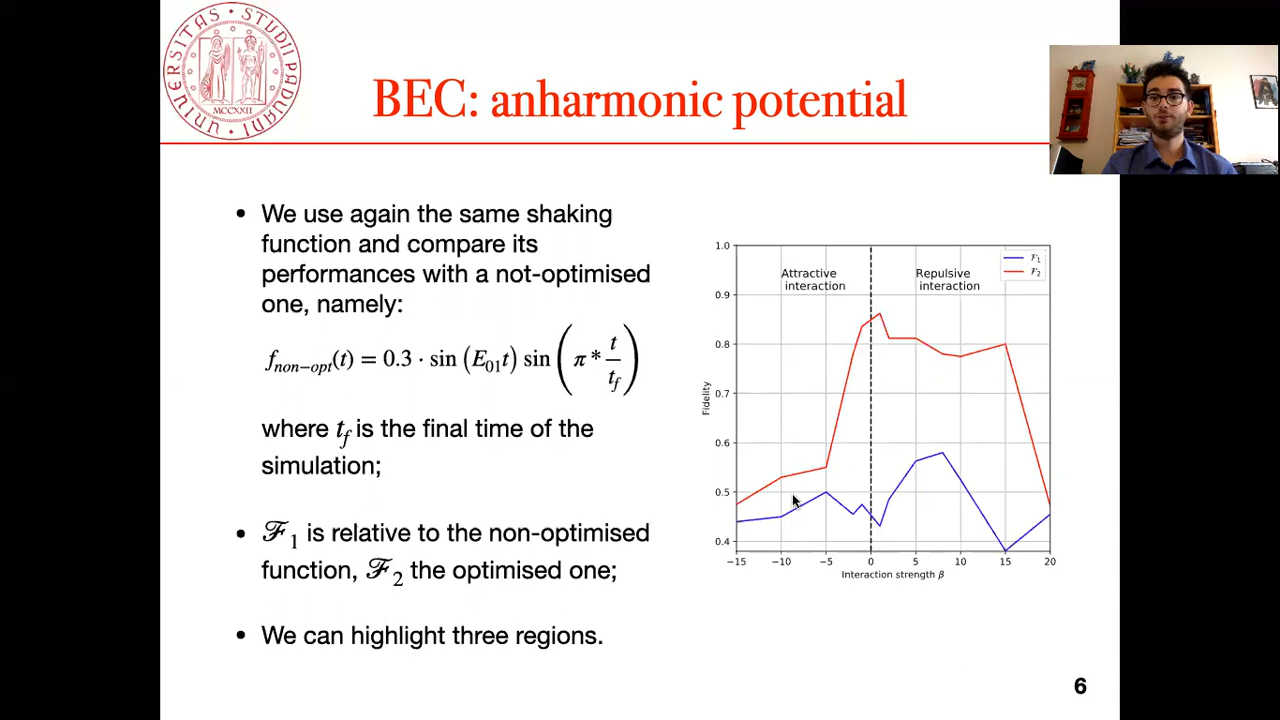 UNIVERSITAS STUDII PADUANI
MCCXXII
BEC: anharmonic potential
• We use again the same shaking
function and compare its
performances with a not-optimised
one, namely:
f_{non−opt}(t) = 0.3 · sin (E_{01}t) sin (π * t/t_f)
where t_f is the final time of the
simulation;
• ℱ_1 is relative to the non-optimised
function, ℱ_2 the optimised one;
• We can highlight three regions.
1.0
0.9
0.8
0.7
0.6
0.5
0.4
Fidelity
Attractive
interaction
Repulsive
interaction
ℱ_1
ℱ_2
−15 −10 −5 0 5 10 15 20
Interaction strength β
6